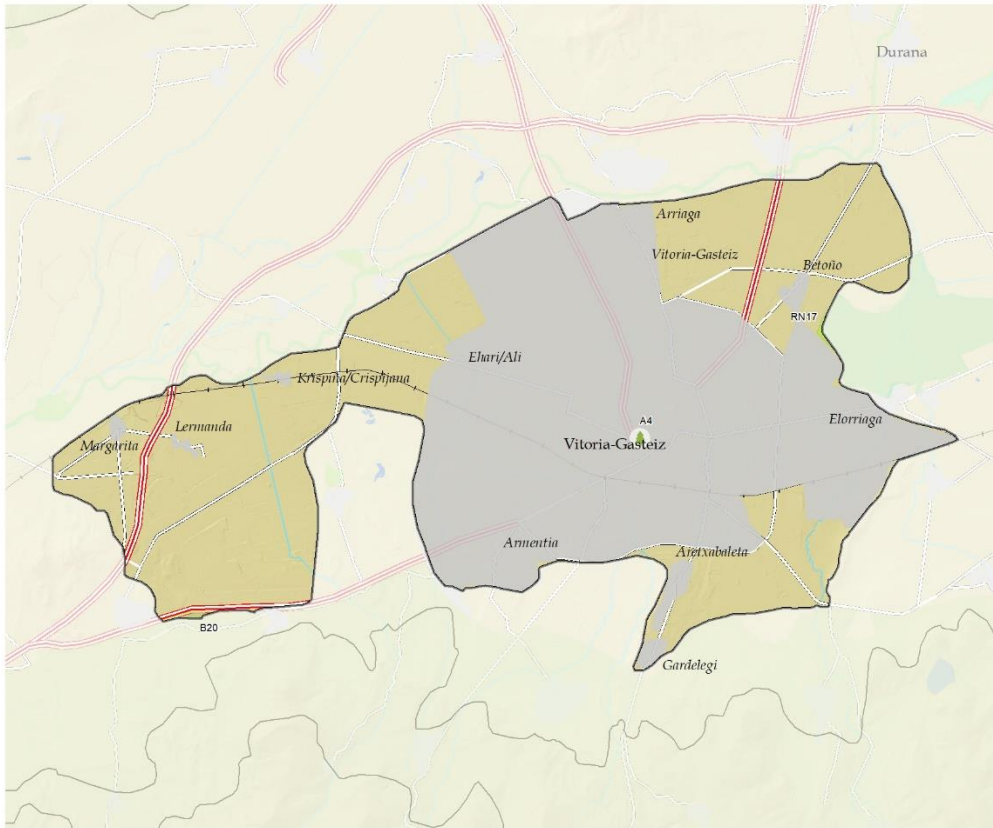 Durana
Arriaga
Vitoria-Gasteiz
Betoño
RN17
Ehari/Ali
Krispiña/Crispijana
Elorriaga
A4
Vitoria-Gasteiz
Lermanda
Margarita
Armentia
Aretxabaleta
B20
Gardelegi